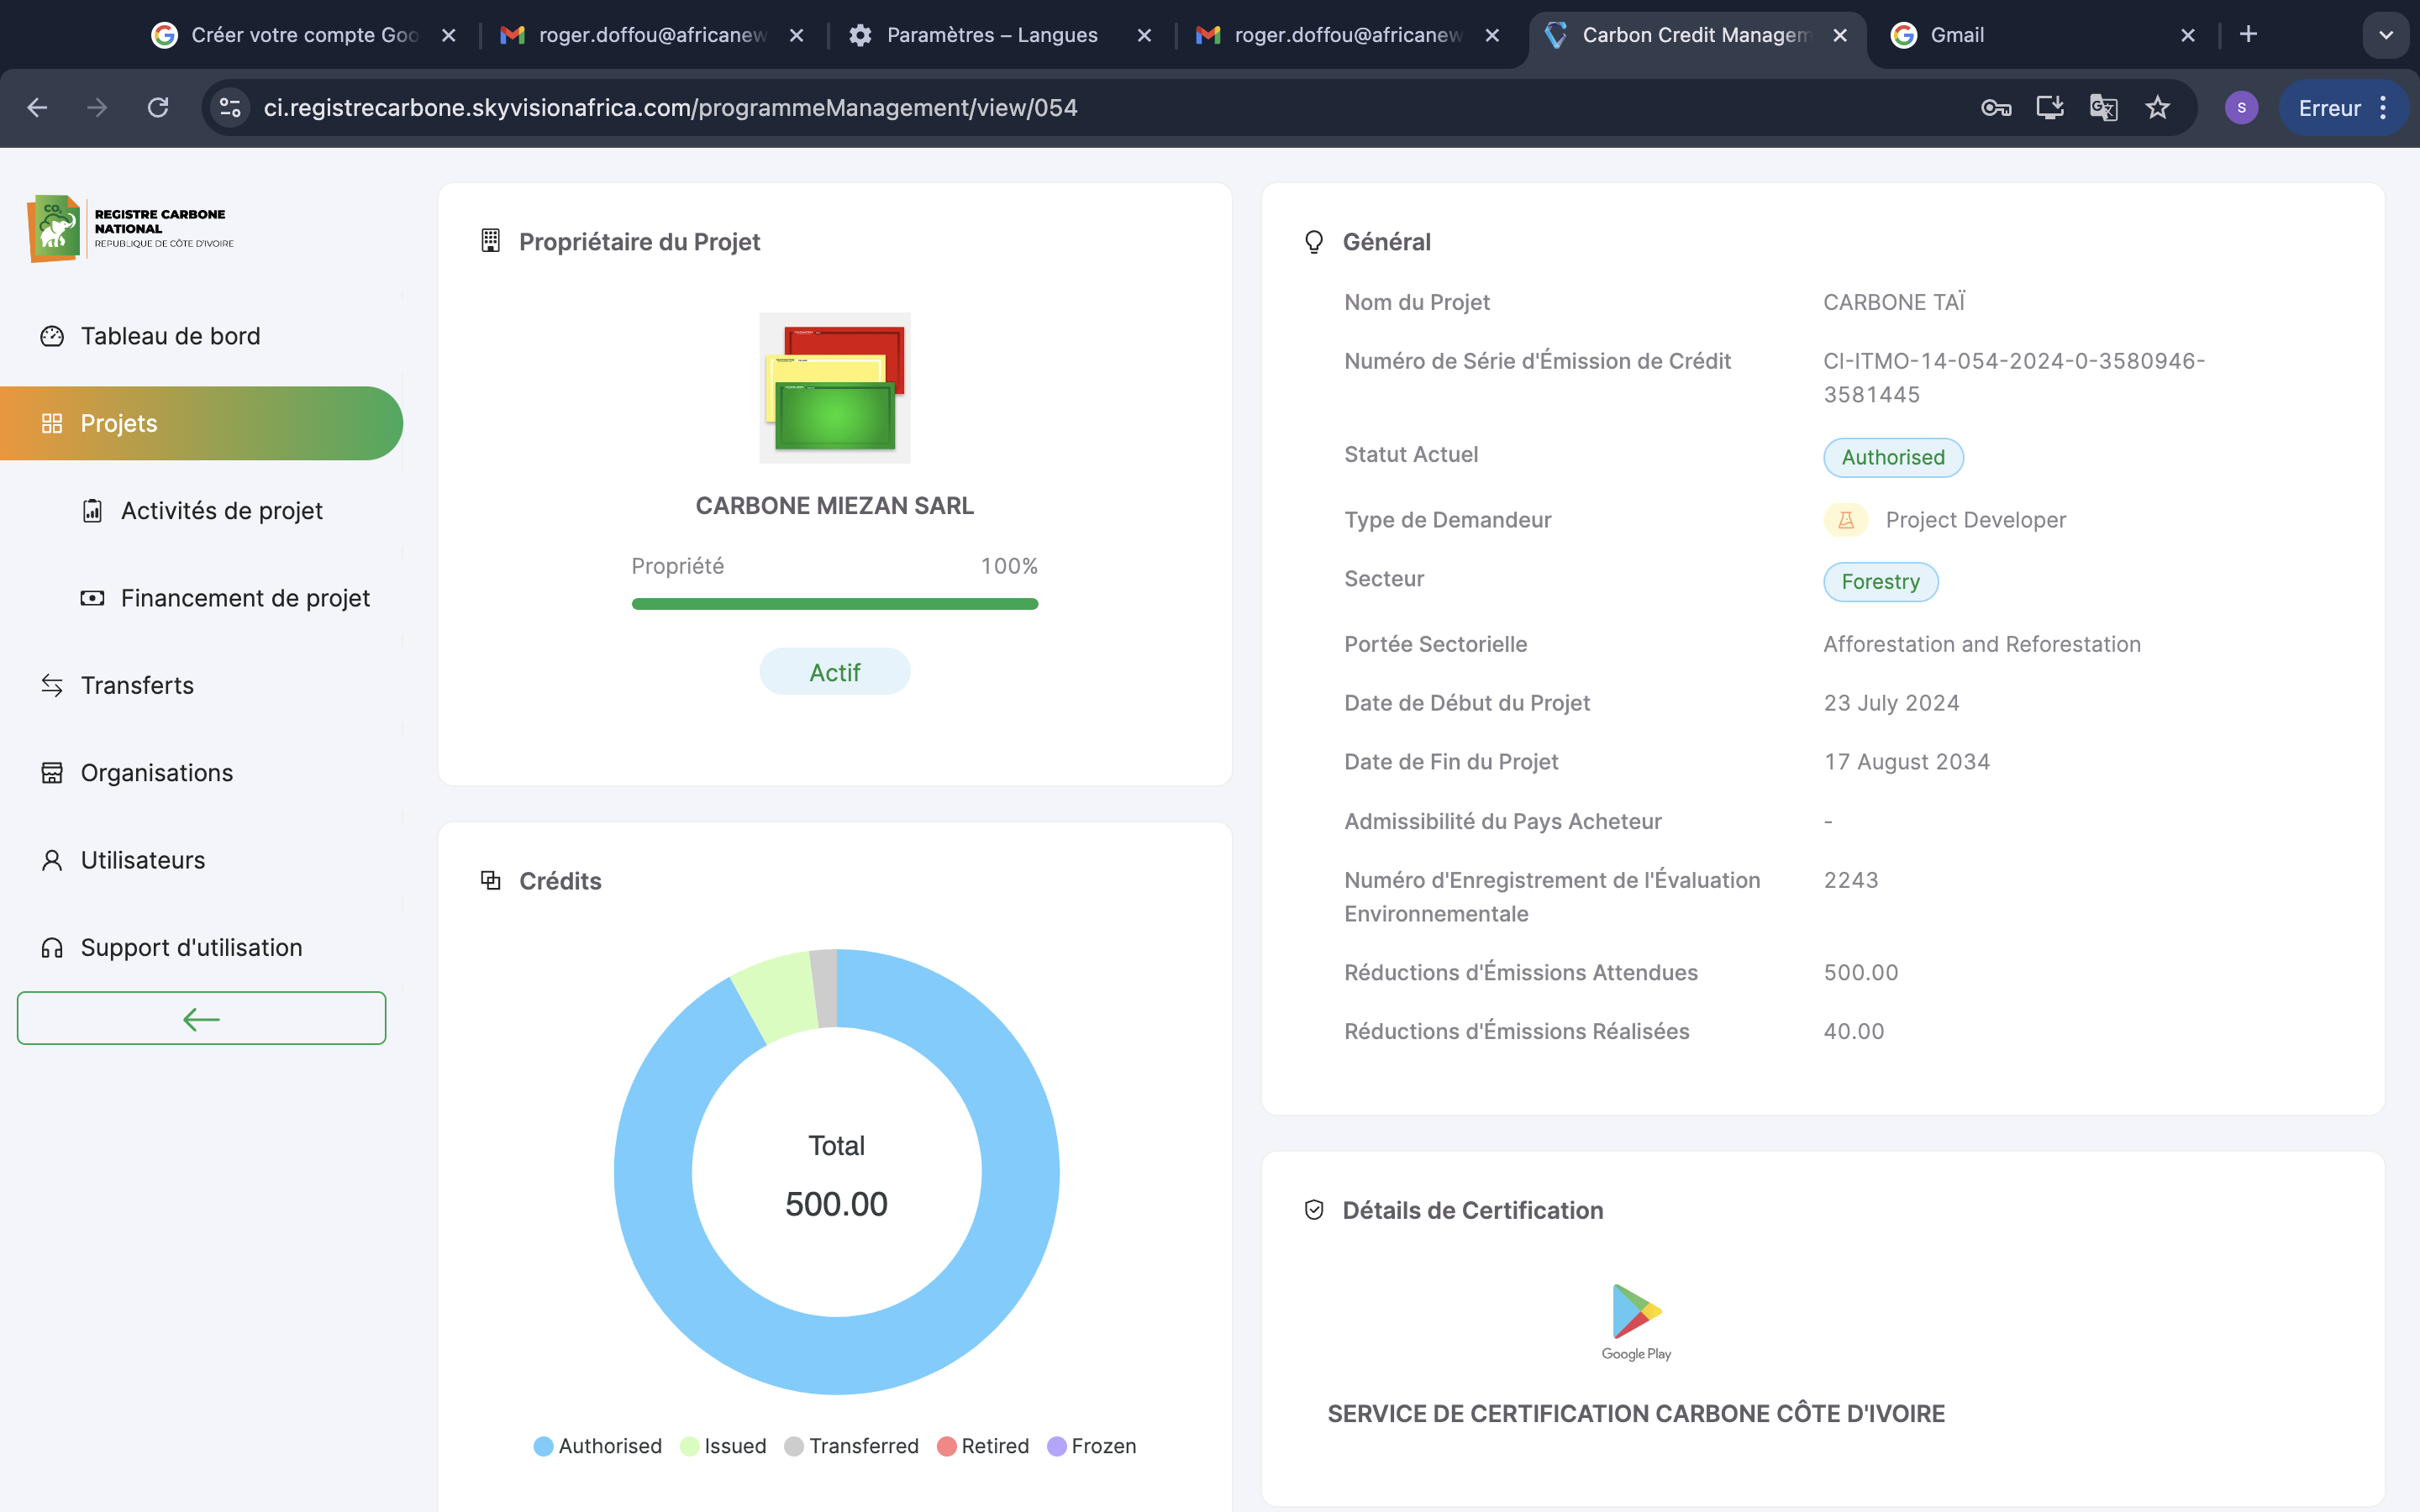 Créer votre compte Goo
roger.doffou@africanew
Paramètres – Langues
roger.doffou@africanew
Carbon Credit Managem
Gmail
ci.registrecarbone.skyvisionafrica.com/programmeManagement/view/054
S
Erreur
CO₂
REGISTRE CARBONE
NATIONAL
REPUBLIQUE DE CÔTE D'IVOIRE
Tableau de bord
Projets
Activités de projet
Financement de projet
Transferts
Organisations
Utilisateurs
Support d'utilisation
Propriétaire du Projet
CARBONE MIEZAN SARL
Propriété 100%
Actif
Crédits
Total
500.00
Authorised Issued Transferred Retired Frozen
Général
Nom du Projet CARBONE TAÏ
Numéro de Série d'Émission de Crédit CI-ITMO-14-054-2024-0-3580946-
3581445
Statut Actuel Authorised
Type de Demandeur Project Developer
Secteur Forestry
Portée Sectorielle Afforestation and Reforestation
Date de Début du Projet 23 July 2024
Date de Fin du Projet 17 August 2034
Admissibilité du Pays Acheteur -
Numéro d'Enregistrement de l'Évaluation 2243
Environnementale
Réductions d'Émissions Attendues 500.00
Réductions d'Émissions Réalisées 40.00
Détails de Certification
Google Play
SERVICE DE CERTIFICATION CARBONE CÔTE D'IVOIRE